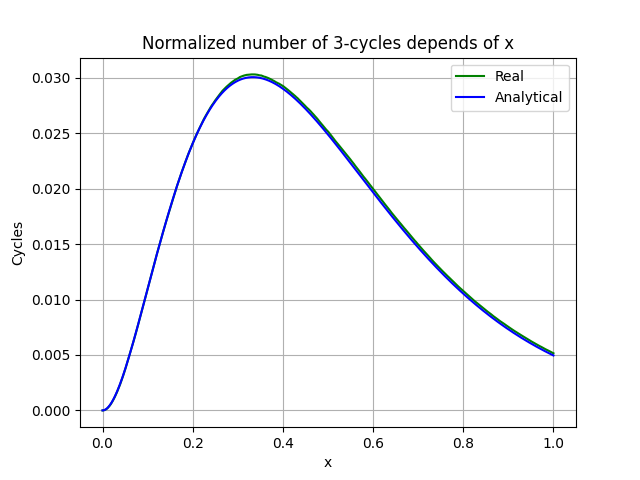 Normalized number of 3-cycles depends of x
Real
Analytical
0.030
0.025
0.020
0.015
0.010
0.005
0.000
Cycles
0.0 0.2 0.4 0.6 0.8 1.0
x